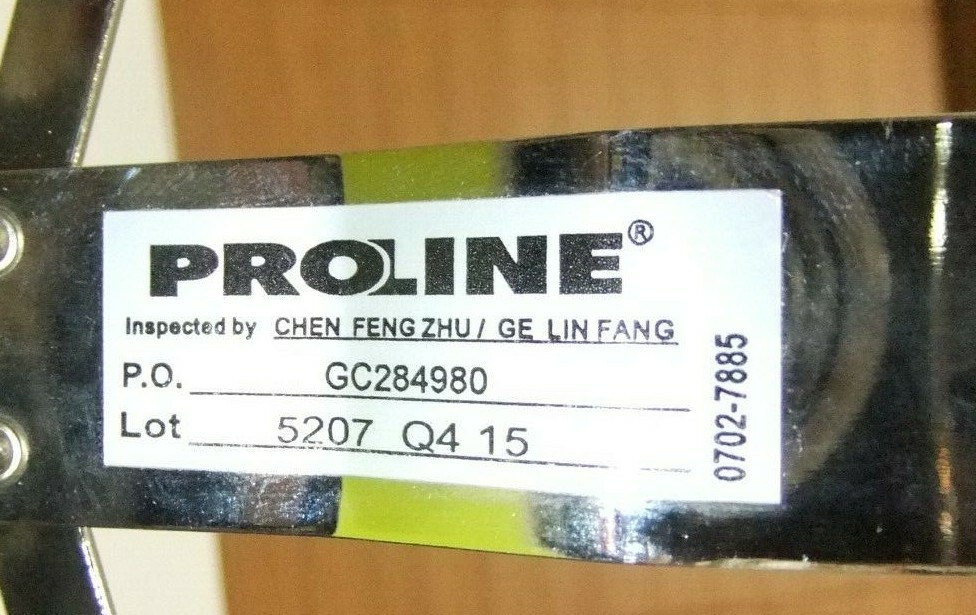 PROLINE®
Inspected by CHEN FENG ZHU / GE LIN FANG
P.O. GC284980
Lot 5207 Q4 15
0702-7885